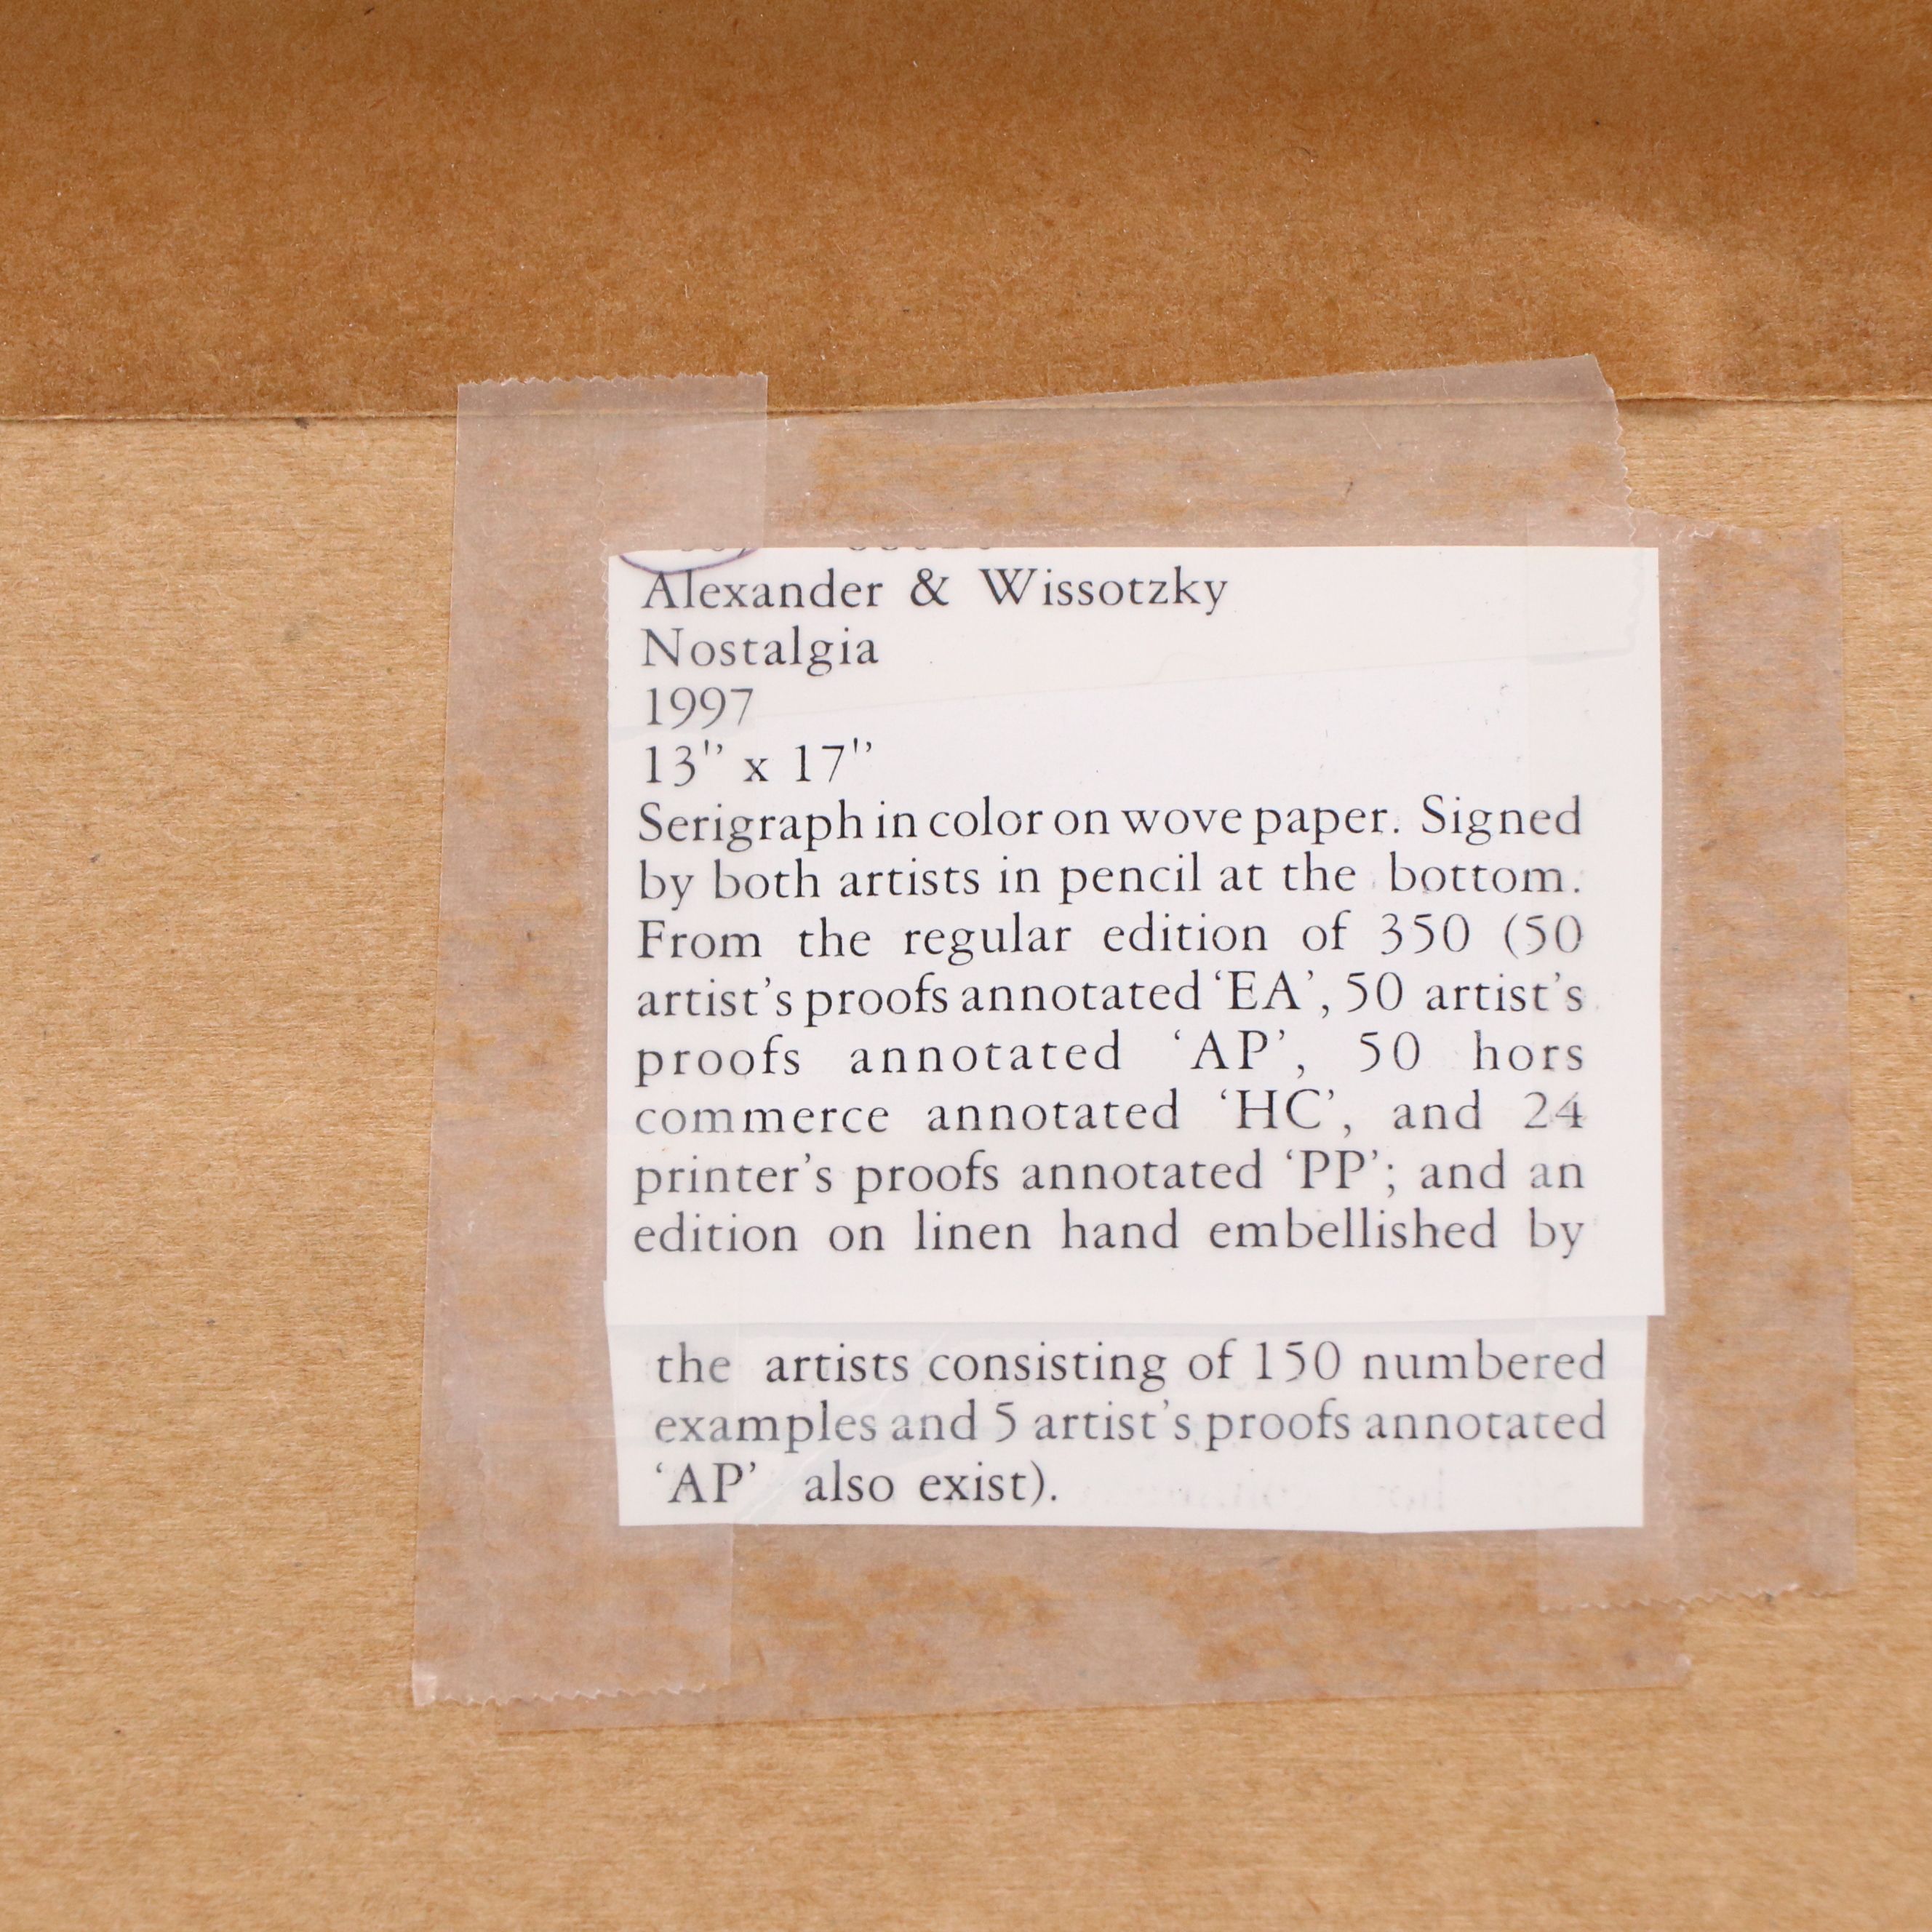 Alexander & Wissotzky
Nostalgia
1997
13" x 17"
Serigraph in color on wove paper. Signed
by both artists in pencil at the bottom.
From the regular edition of 350 (50
artist's proofs annotated ‘EA’, 50 artist's
proofs annotated ‘AP’, 50 hors
commerce annotated ‘HC’, and 24
printer's proofs annotated ‘PP’; and an
edition on linen hand embellished by
the artists consisting of 150 numbered
examples and 5 artist's proofs annotated
‘AP’ also exist).